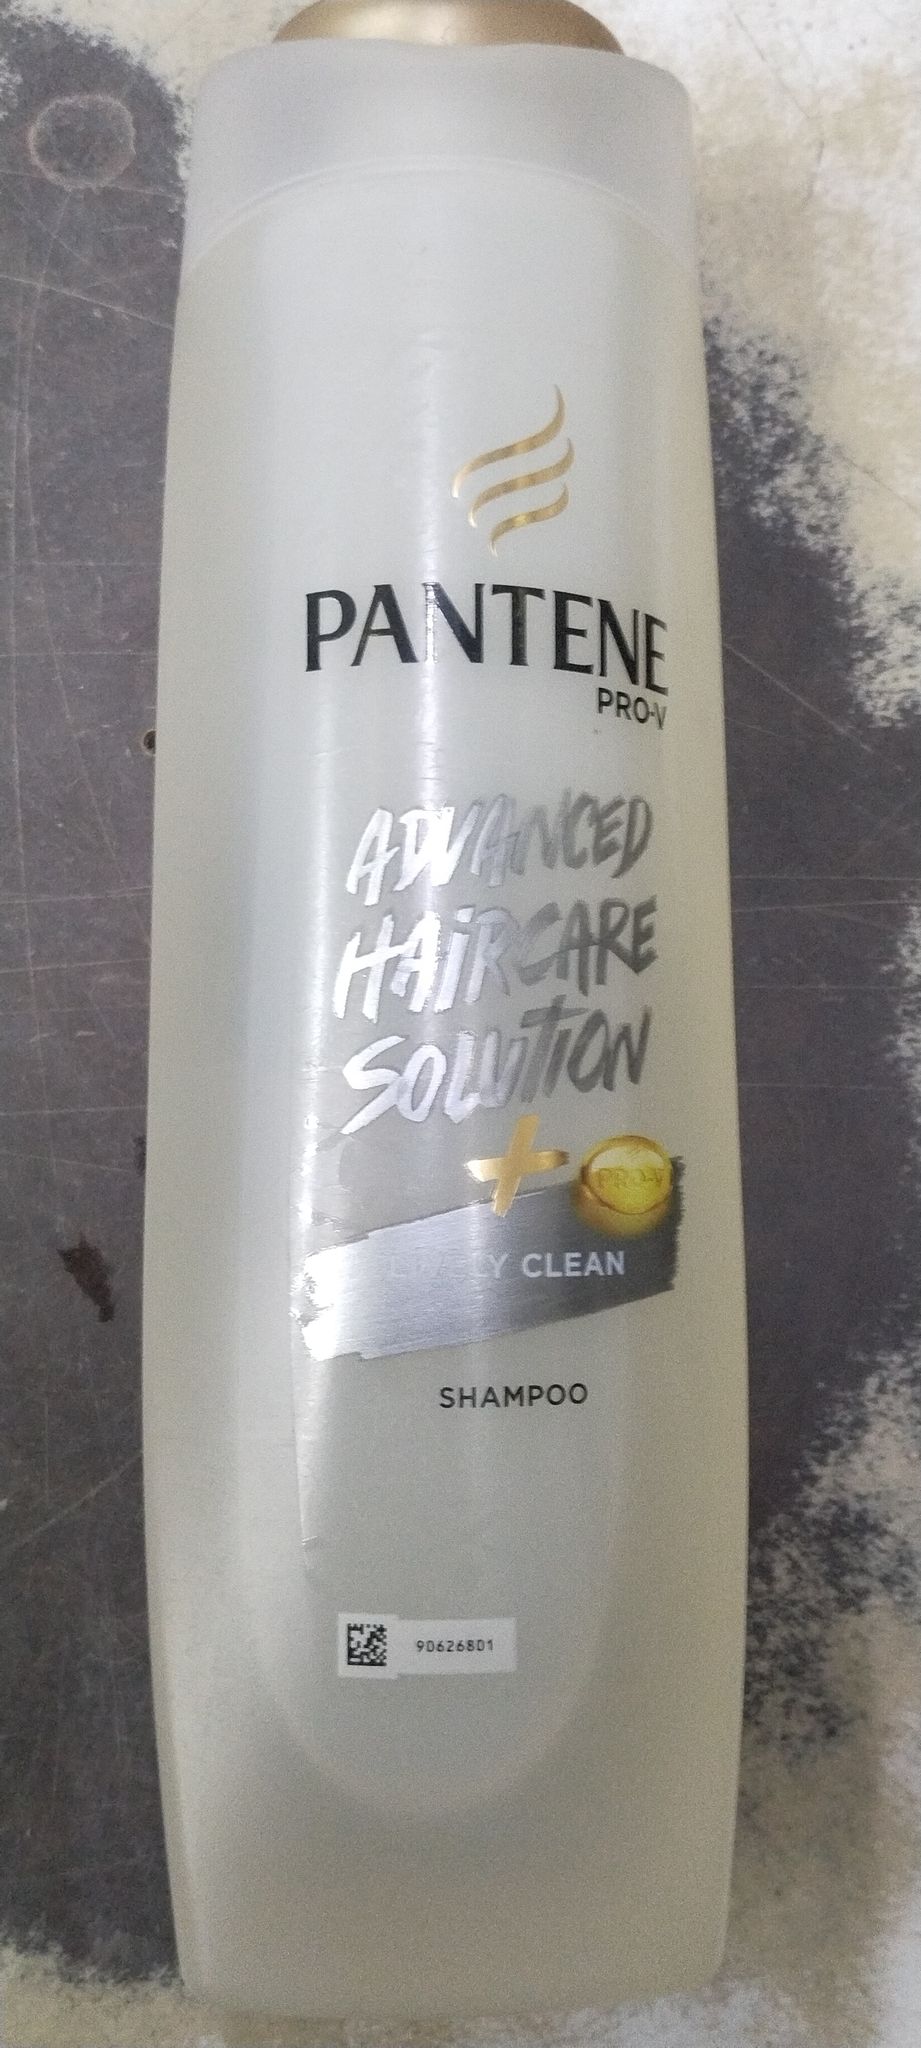 PANTENE
PRO-V
ADVANCED
HAIRCARE
SOLUTION
+
PRO-V
CLEAN
SHAMPOO
90626801